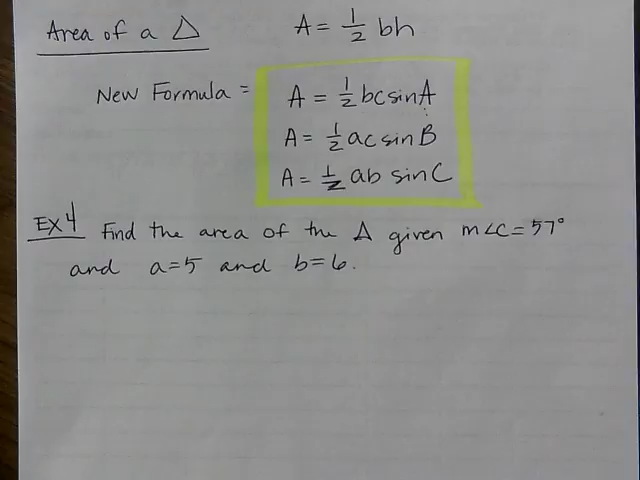 Area of a △ A = 1/2 bh
New Formula = A = 1/2 bc sin A
A = 1/2 ac sin B
A = 1/2 ab sin C
Ex 4 Find the area of the △ given m∠C = 57°
and a=5 and b=6.